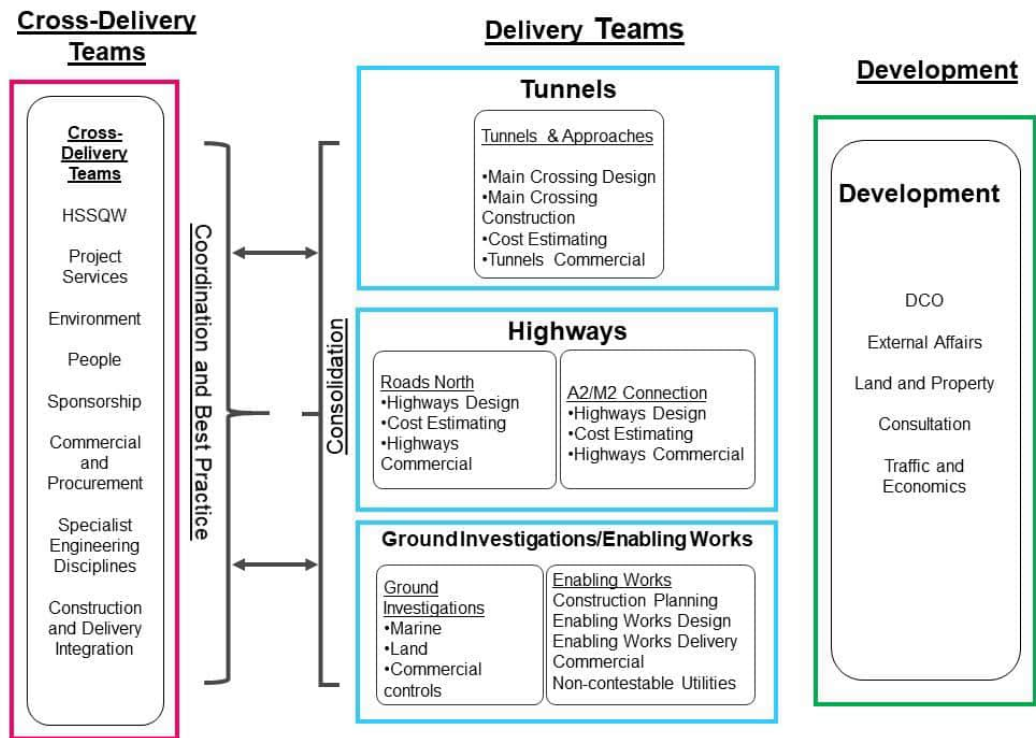 Cross-Delivery
Teams
Cross-
Delivery
Teams
HSSQW
Project
Services
Environment
People
Sponsorship
Commercial
and
Procurement
Specialist
Engineering
Disciplines
Construction
and Delivery
Integration
Coordination and Best Practice
Consolidation
Delivery Teams
Tunnels
Tunnels & Approaches
•Main Crossing Design
•Main Crossing
Construction
•Cost Estimating
•Tunnels Commercial
Highways
Roads North
•Highways Design
•Cost Estimating
•Highways
Commercial
A2/M2 Connection
•Highways Design
•Cost Estimating
•Highways Commercial
Ground Investigations/Enabling Works
Ground
Investigations
•Marine
•Land
•Commercial
controls
Enabling Works
Construction Planning
Enabling Works Design
Enabling Works Delivery
Commercial
Non-contestable Utilities
Development
Development
DCO
External Affairs
Land and Property
Consultation
Traffic and
Economics